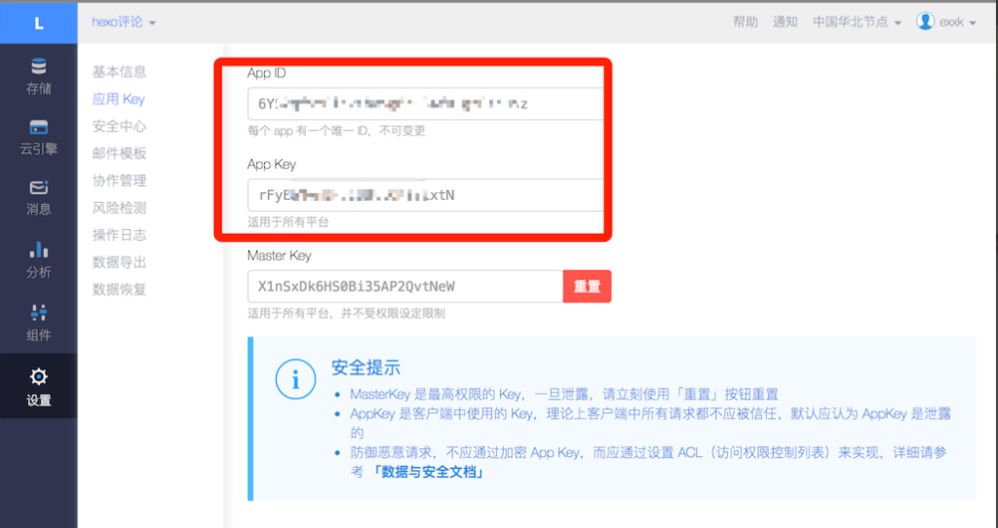 L
hexo评论
帮助 通知 中国华北节点 exxk
存储
云引擎
消息
分析
组件
设置
基本信息
应用 Key
安全中心
邮件模板
协作管理
风险检测
操作日志
数据导出
数据恢复
App ID
每个 app 有一个唯一 ID，不可变更
App Key
适用于所有平台
Master Key
X1nSxDk6HS0Bi35AP2QvtNeW 重置
适用于所有平台，并不受权限设定限制
安全提示
MasterKey 是最高权限的 Key，一旦泄露，请立刻使用「重置」按钮重置
AppKey 是客户端中使用的 Key，理论上客户端中所有请求都不应被信任，默认应认为 AppKey 是泄露
的
防御恶意请求，不应通过加密 App Key，而应通过设置 ACL（访问权限控制列表）来实现，详细请参
考 「数据与安全文档」